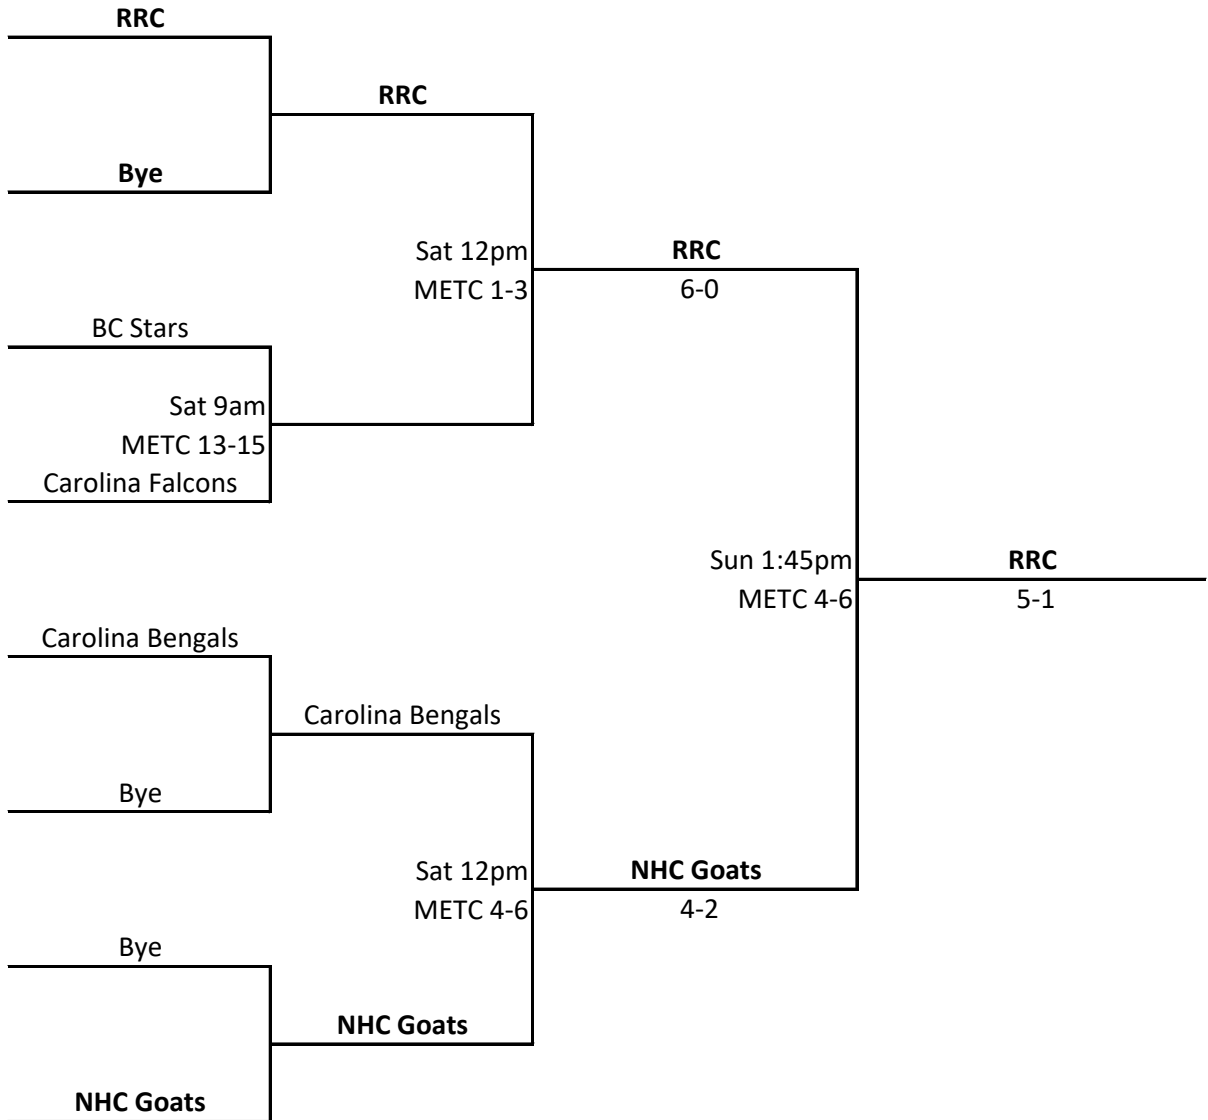 RRC
RRC
Bye
Sat 12pm
METC 1-3
RRC
6-0
BC Stars
Sat 9am
METC 13-15
Carolina Falcons
Sun 1:45pm
METC 4-6
RRC
5-1
Carolina Bengals
Carolina Bengals
Bye
Sat 12pm
METC 4-6
NHC Goats
4-2
Bye
NHC Goats
NHC Goats